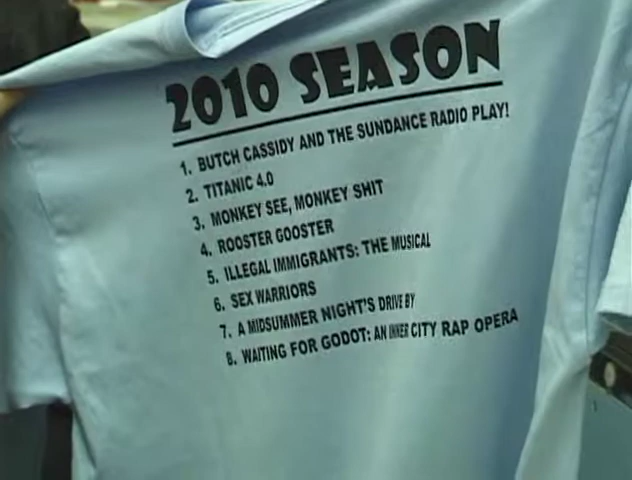 2010 SEASON
1. BUTCH CASSIDY AND THE SUNDANCE RADIO PLAY!
2. TITANIC 4.0
3. MONKEY SEE, MONKEY SHIT
4. ROOSTER GOOSTER
5. ILLEGAL IMMIGRANTS: THE MUSICAL
6. SEX WARRIORS
7. A MIDSUMMER NIGHT'S DRIVE BY
8. WAITING FOR GODOT: AN INNER CITY RAP OPERA